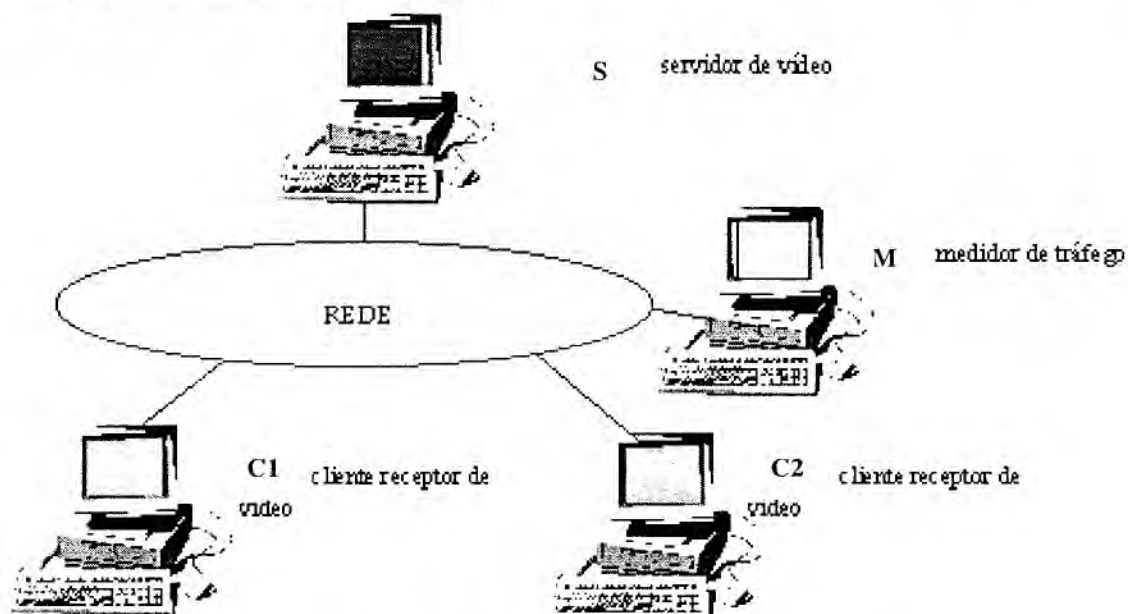 S servidor de vídeo
M medidor de tráfego
REDE
C1 cliente receptor de
vídeo
C2 cliente receptor de
vídeo